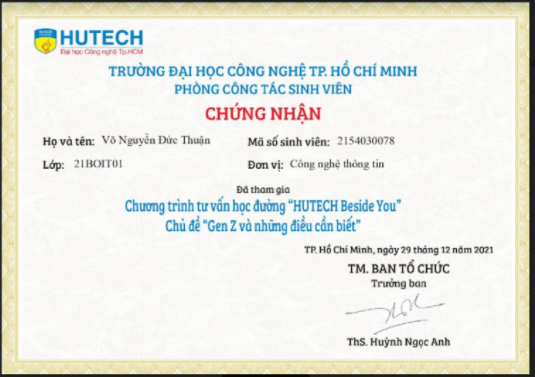 HUTECH
Đại học Công nghệ Tp.HCM
TRƯỜNG ĐẠI HỌC CÔNG NGHỆ TP. HỒ CHÍ MINH
PHÒNG CÔNG TÁC SINH VIÊN
CHỨNG NHẬN
Họ và tên: Võ Nguyễn Đức Thuận Mã số sinh viên: 2154030078
Lớp: 21BOIT01 Đơn vị: Công nghệ thông tin
Đã tham gia
Chương trình tư vấn học đường “HUTECH Beside You”
Chủ đề “Gen Z và những điều cần biết”
TP. Hồ Chí Minh, ngày 29 tháng 12 năm 2021
TM. BAN TỔ CHỨC
Trưởng ban
ThS. Huỳnh Ngọc Anh